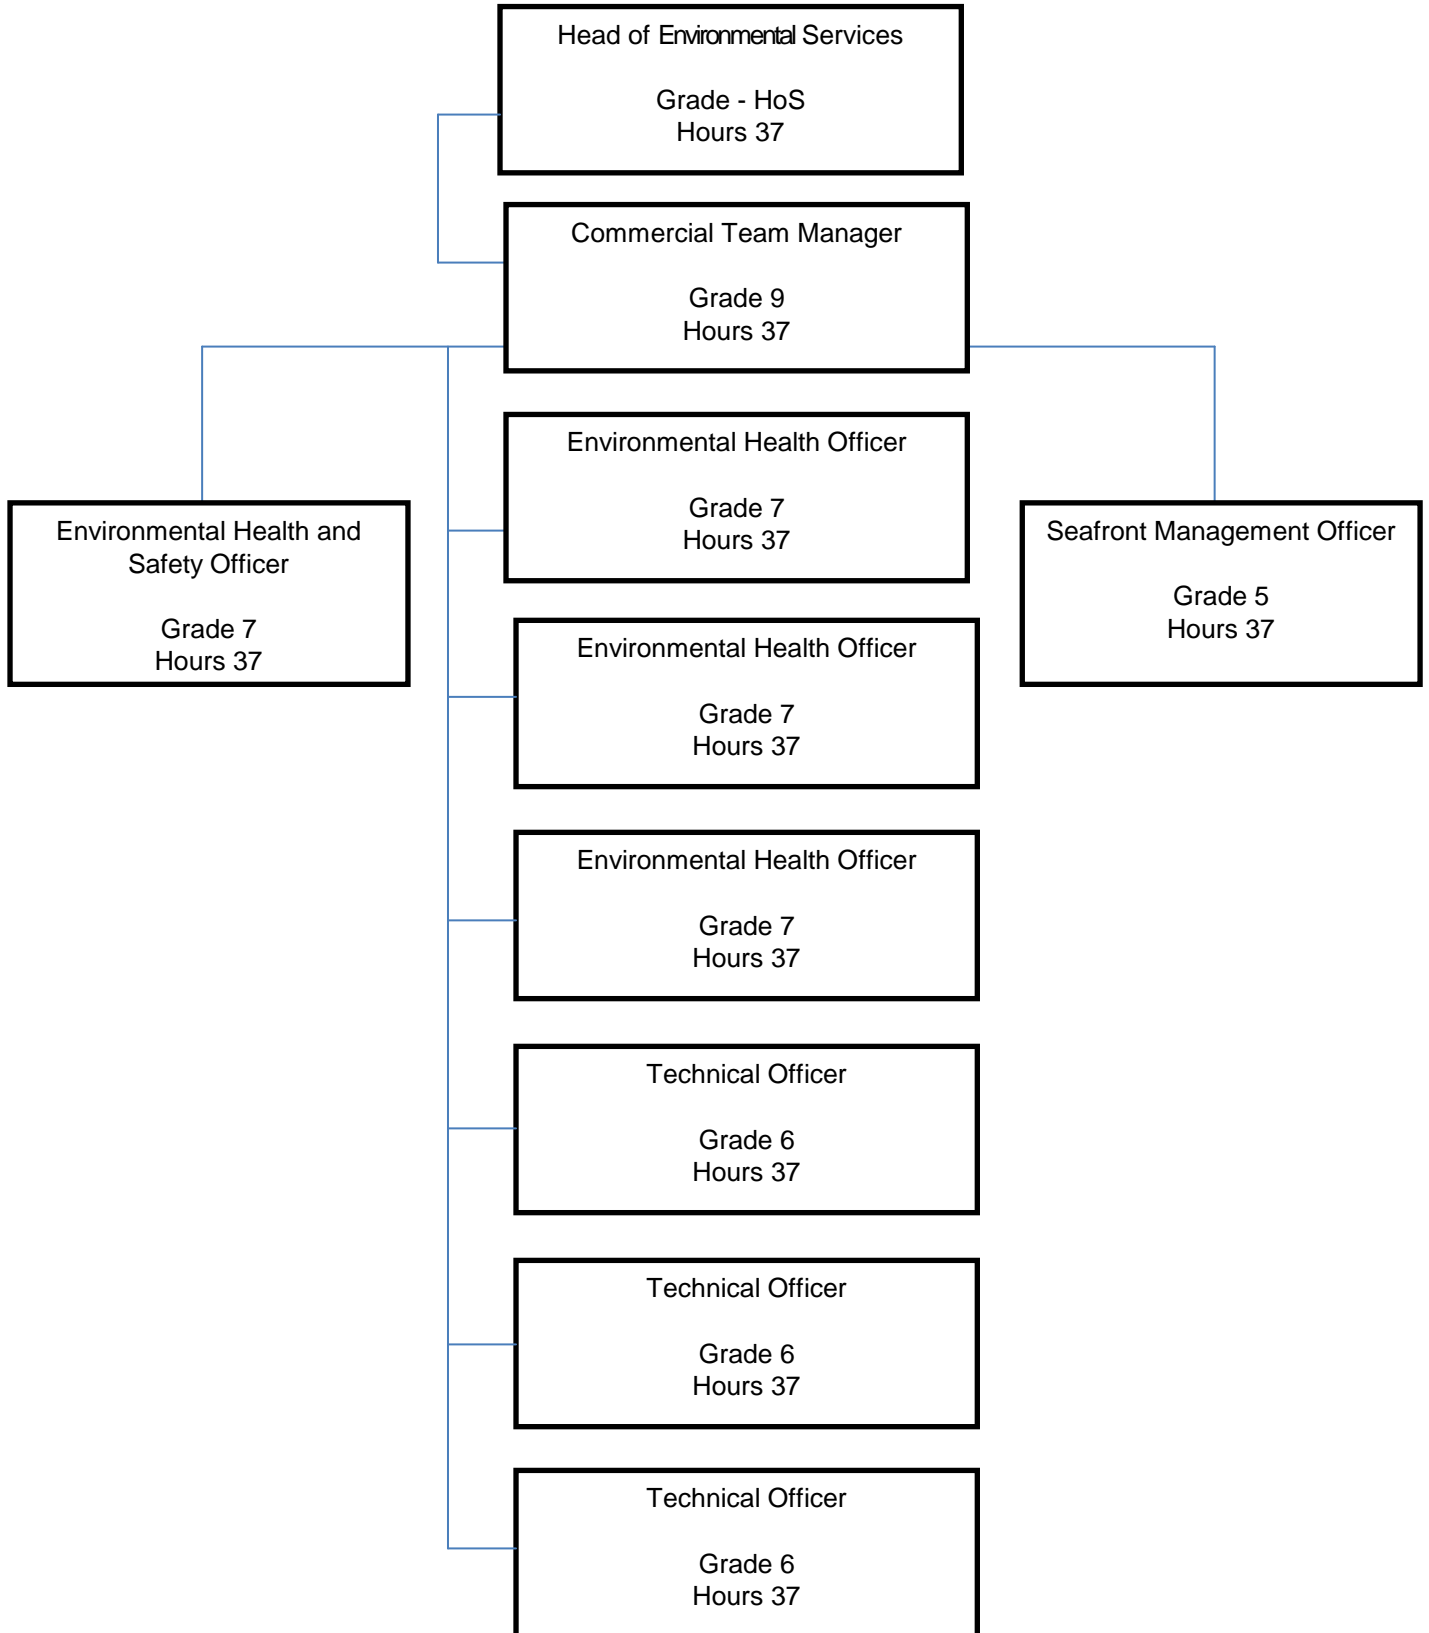 Head of Environmental Services
Grade - HoS
Hours 37
Commercial Team Manager
Grade 9
Hours 37
Environmental Health Officer
Grade 7
Hours 37
Environmental Health and
Safety Officer
Grade 7
Hours 37
Seafront Management Officer
Grade 5
Hours 37
Environmental Health Officer
Grade 7
Hours 37
Environmental Health Officer
Grade 7
Hours 37
Technical Officer
Grade 6
Hours 37
Technical Officer
Grade 6
Hours 37
Technical Officer
Grade 6
Hours 37